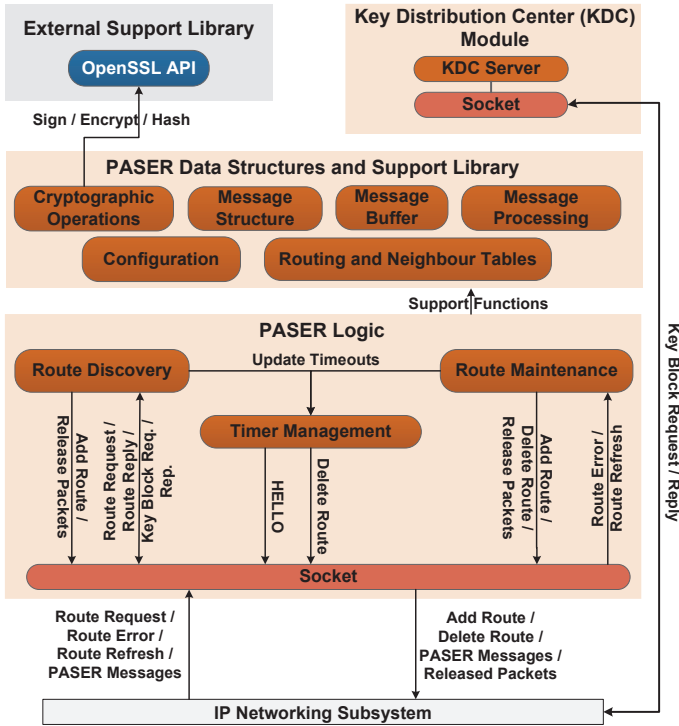 External Support Library
OpenSSL API
Key Distribution Center (KDC)
Module
KDC Server
Socket
Sign / Encrypt / Hash
PASER Data Structures and Support Library
Cryptographic
Operations
Message
Structure
Message
Buffer
Message
Processing
Configuration
Routing and Neighbour Tables
Support Functions
Key Block Request / Reply
PASER Logic
Route Discovery
Update Timeouts
Route Maintenance
Timer Management
Add Route /
Release Packets
Route Request /
Route Reply /
Key Block Req. /
Rep.
HELLO
Delete Route
Add Route /
Delete Route /
Release Packets
Route Error /
Route Refresh
Socket
Route Request /
Route Error /
Route Refresh /
PASER Messages
Add Route /
Delete Route /
PASER Messages /
Released Packets
IP Networking Subsystem